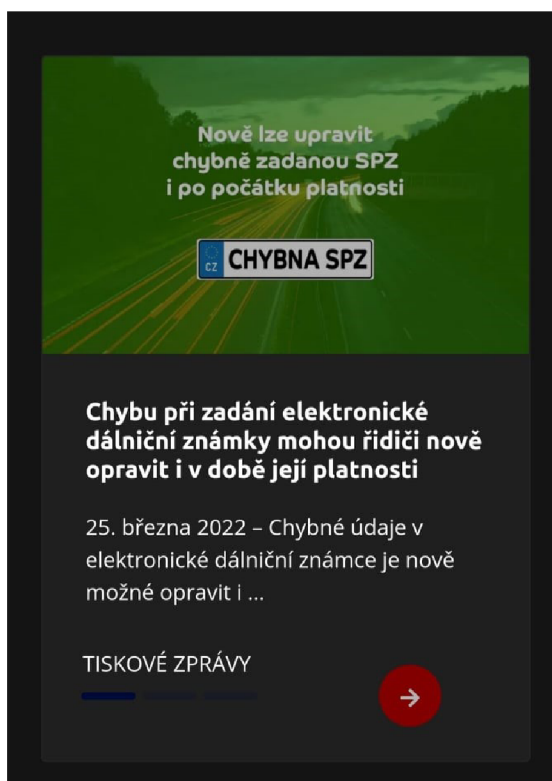 Nově lze upravit
chybně zadanou SPZ
i po počátku platnosti
CZ CHYBNA SPZ
Chybu při zadání elektronické
dálniční známky mohou řidiči nově
opravit i v době její platnosti
25. března 2022 – Chybné údaje v
elektronické dálniční známce je nově
možné opravit i ...
TISKOVÉ ZPRÁVY